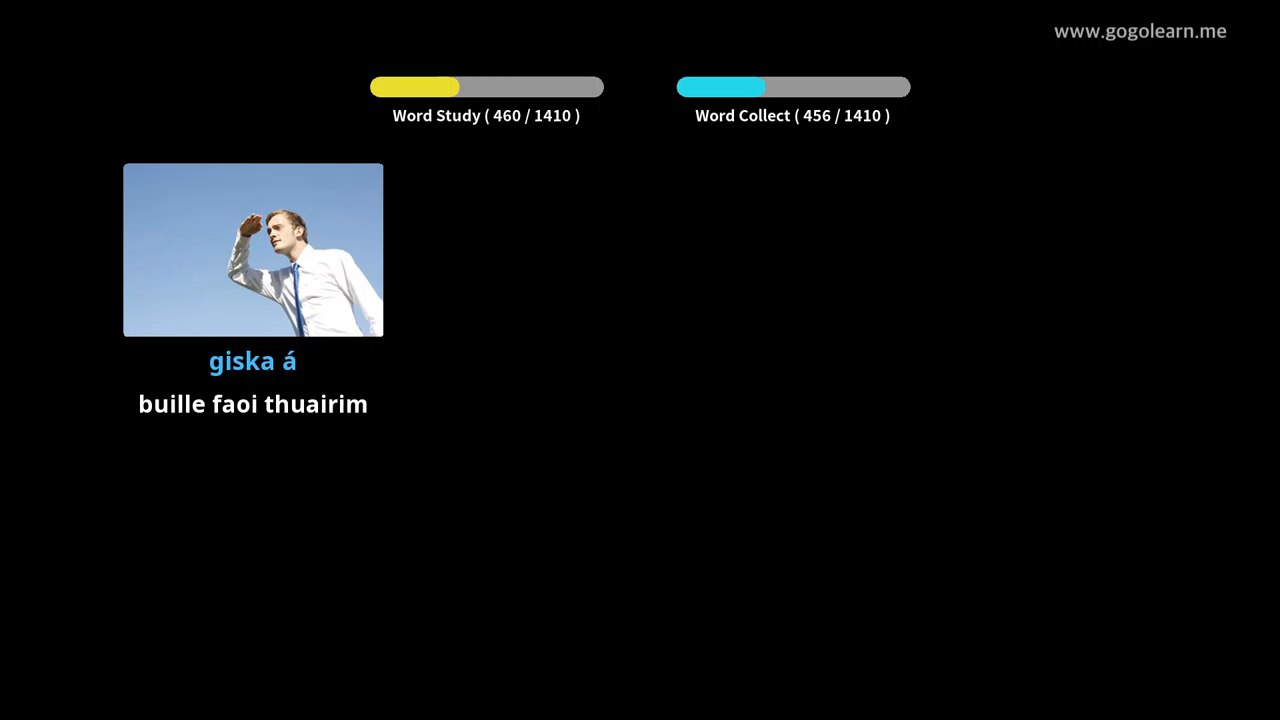 www.gogolearn.me
Word Study ( 460 / 1410 )
Word Collect ( 456 / 1410 )
giska á
buille faoi thuairim